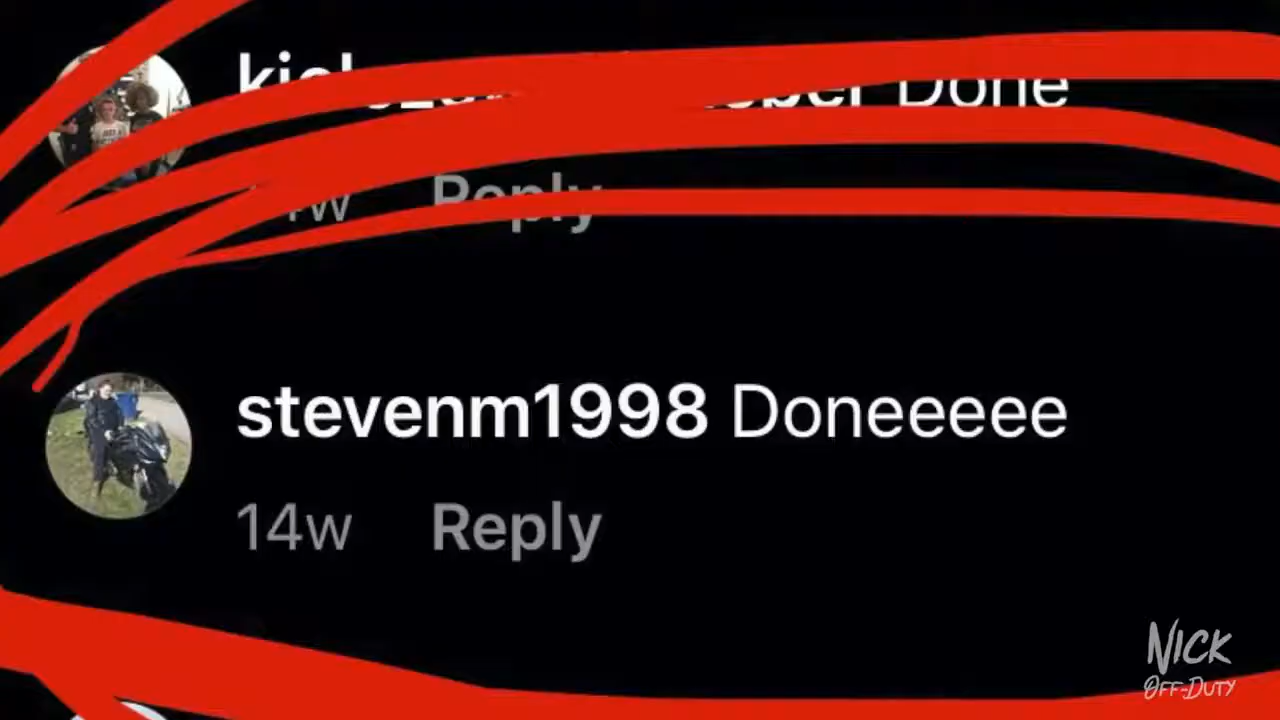 Done
Reply
stevenm1998 Doneeeee
14w Reply
NICK
OFF-DUTY